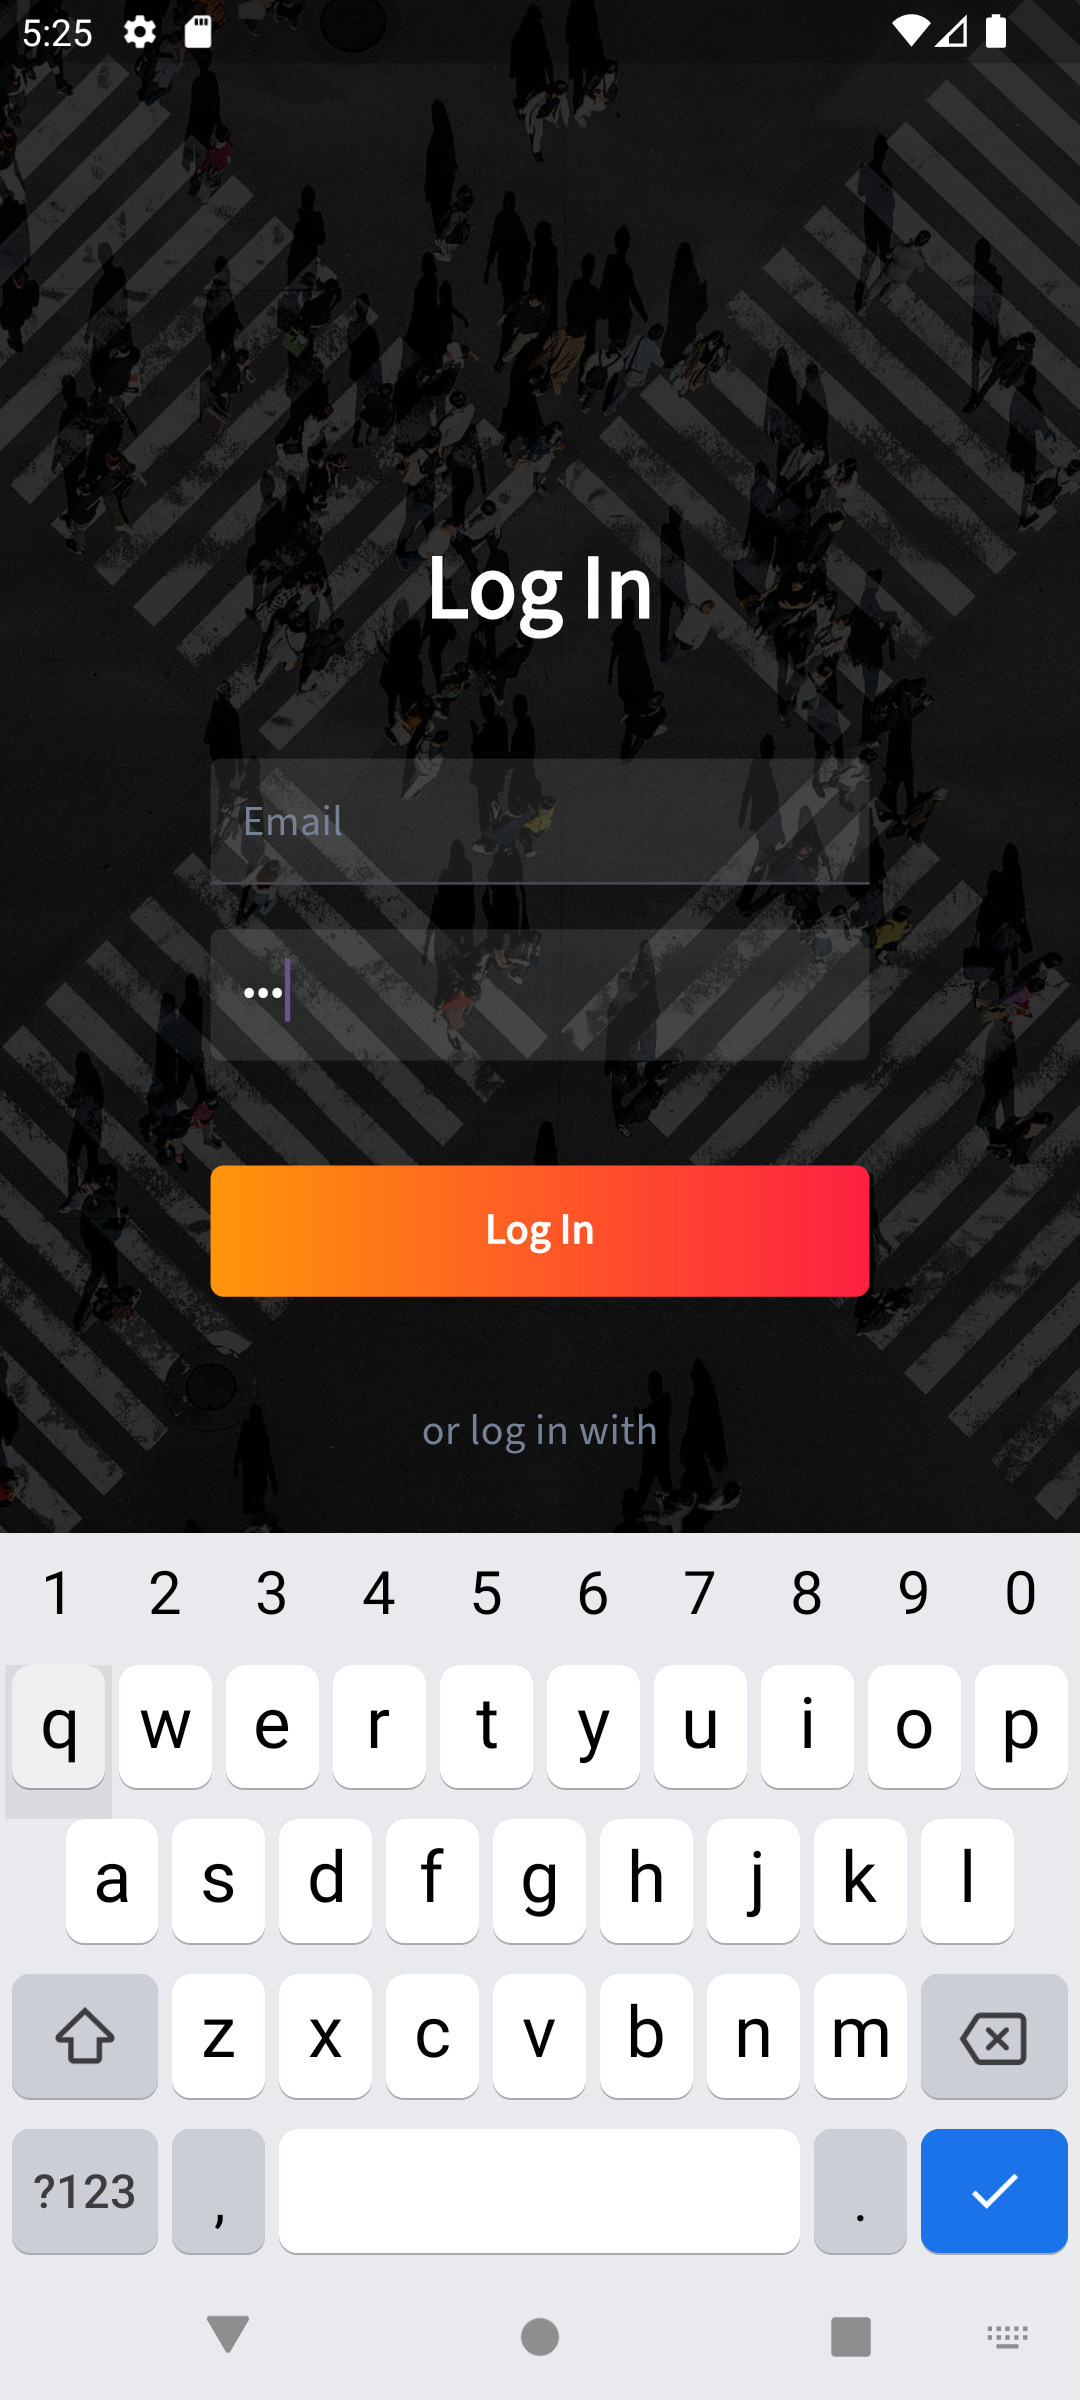 5:25
Log In
Email
•••
Log In
or log in with
1 2 3 4 5 6 7 8 9 0
q w e r t y u i o p
a s d f g h j k l
z x c v b n m
?123 , .